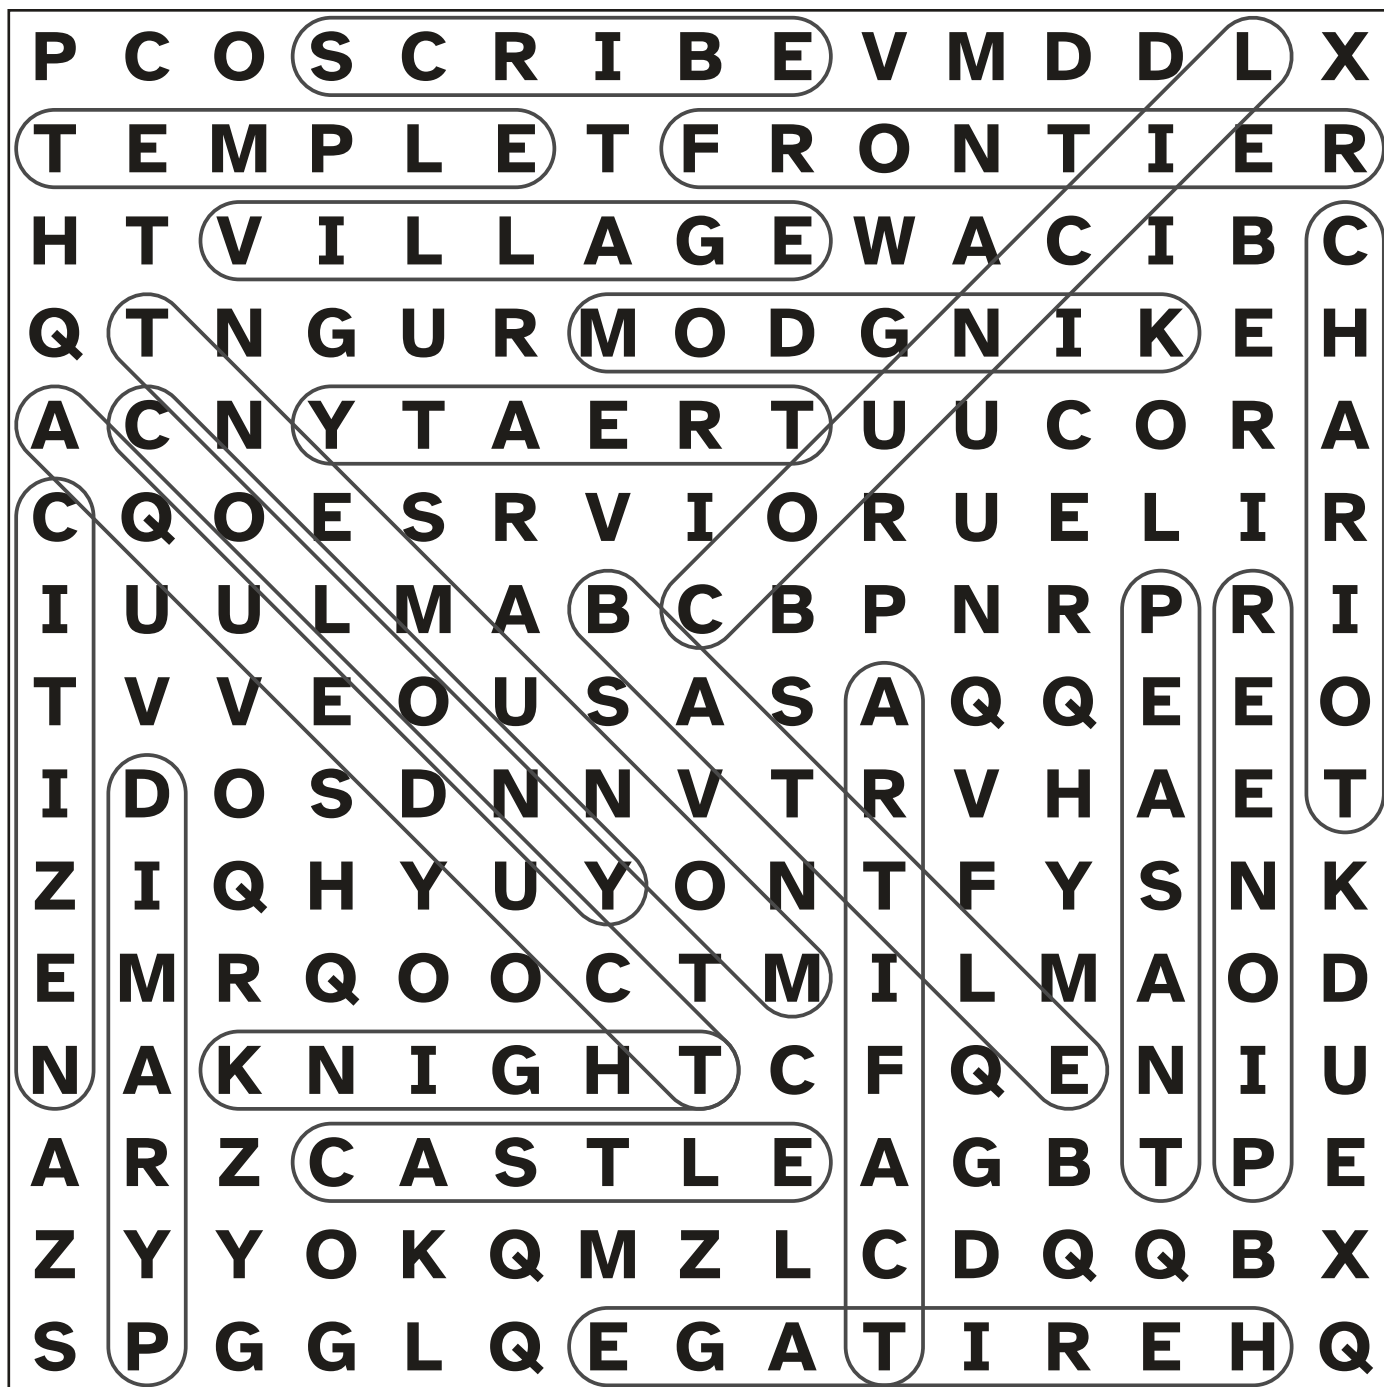 P C O S C R I B E V M D D L X
T E M P L E T F R O N T I E R
H T V I L L A G E W A C I B C
Q T N G U R M O D G N I K E H
A C N Y T A E R T U U C O R A
C Q O E S R V I O R U E L I R
I U U L M A B C B P N R P R I
T V V E O U S A S A Q Q E E O
I D O S D N N V T R V H A E T
Z I Q H Y U Y O N T F Y S N K
E M R Q O O C T M I L M A O D
N A K N I G H T C F Q E N I U
A R Z C A S T L E A G B T P E
Z Y Y O K Q M Z L C D Q Q B X
S P G G L Q E G A T I R E H Q